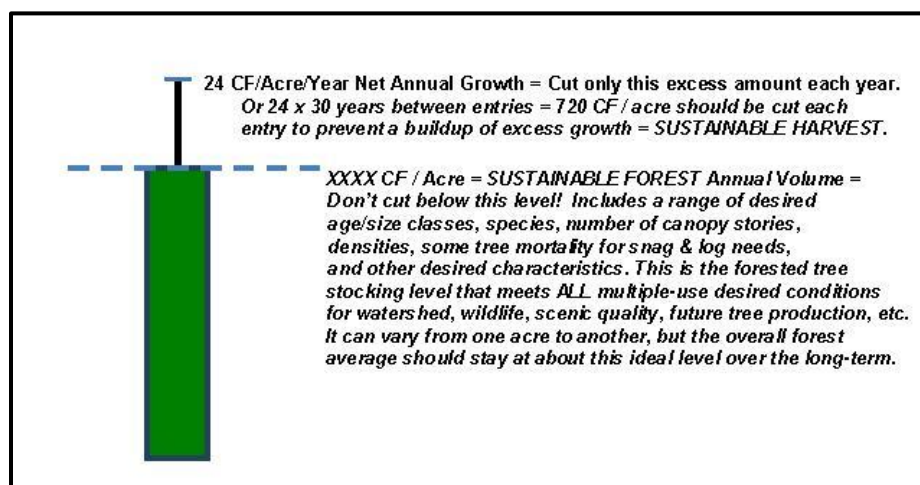 24 CF/Acre/Year Net Annual Growth = Cut only this excess amount each year.
Or 24 x 30 years between entries = 720 CF / acre should be cut each
entry to prevent a buildup of excess growth = SUSTAINABLE HARVEST.
XXXX CF / Acre = SUSTAINABLE FOREST Annual Volume =
Don't cut below this level! Includes a range of desired
age/size classes, species, number of canopy stories,
densities, some tree mortality for snag & log needs,
and other desired characteristics. This is the forested tree
stocking level that meets ALL multiple-use desired conditions
for watershed, wildlife, scenic quality, future tree production, etc.
It can vary from one acre to another, but the overall forest
average should stay at about this ideal level over the long-term.